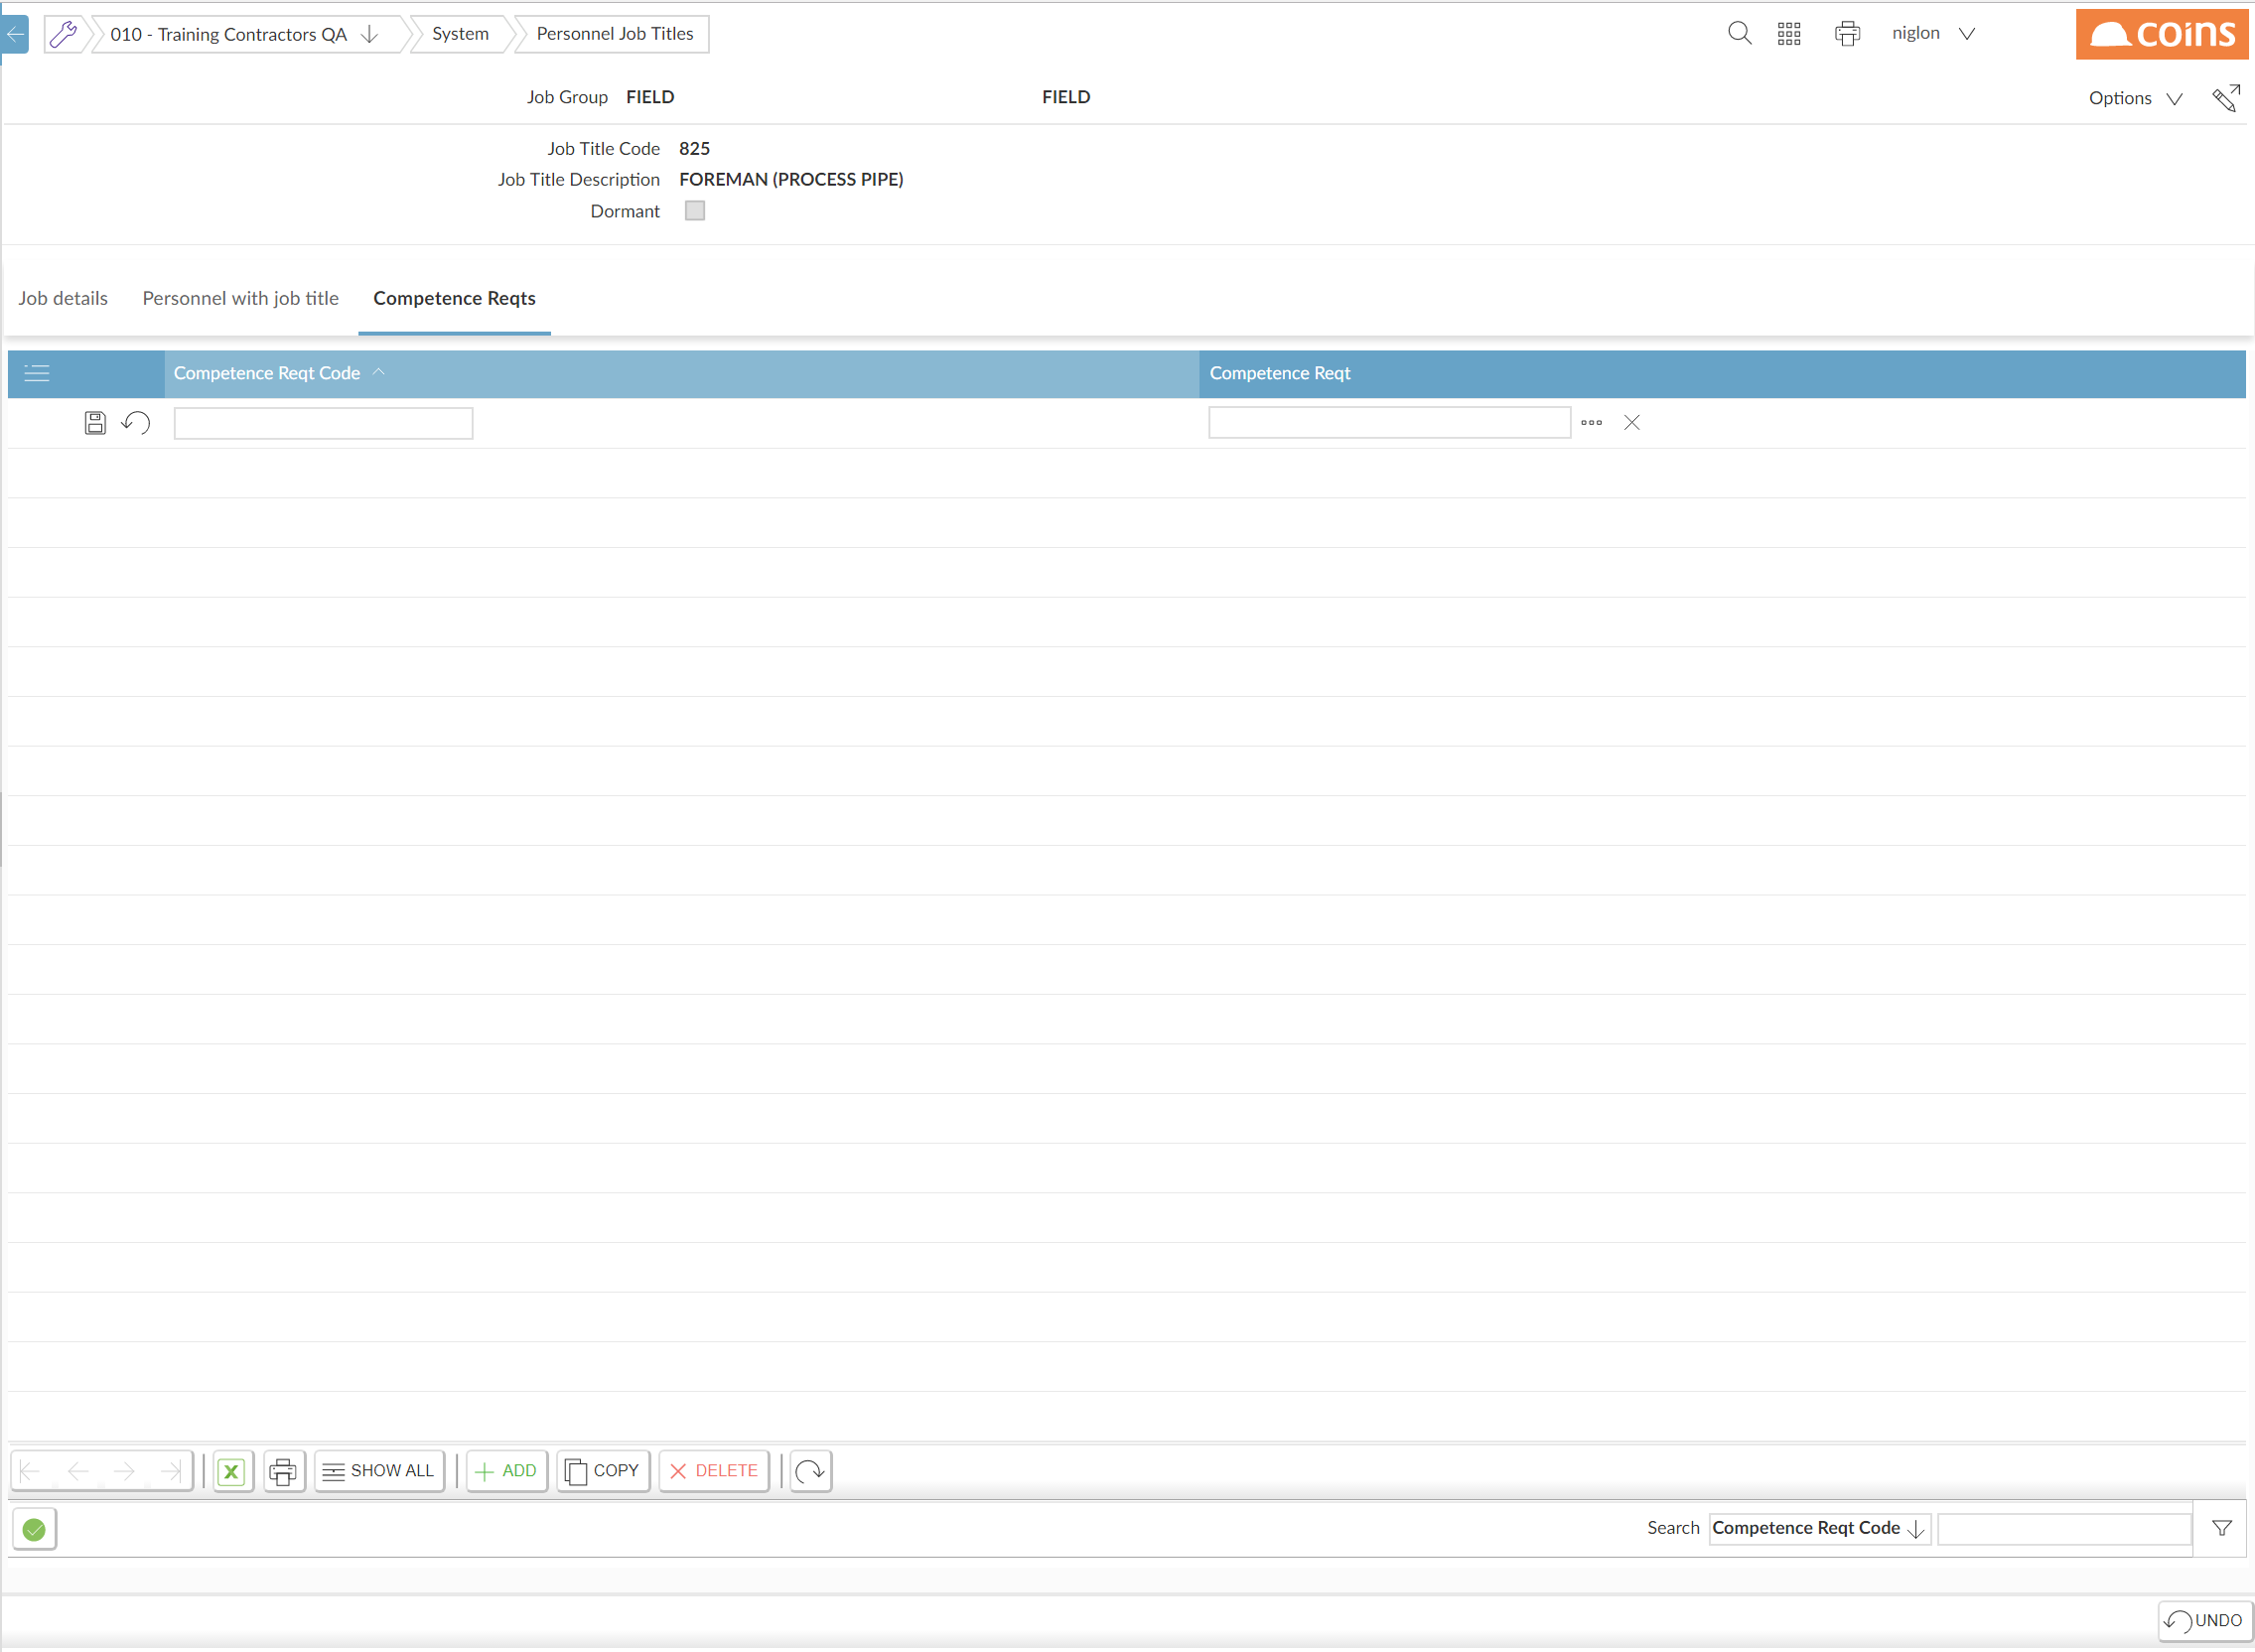 010 - Training Contractors QA
System
Personnel Job Titles
niglon
coins
Job Group FIELD FIELD
Options
Job Title Code 825
Job Title Description FOREMAN (PROCESS PIPE)
Dormant
Job details Personnel with job title Competence Reqts
Competence Reqt Code Competence Reqt
SHOW ALL ADD COPY DELETE
Search Competence Reqt Code
UNDO